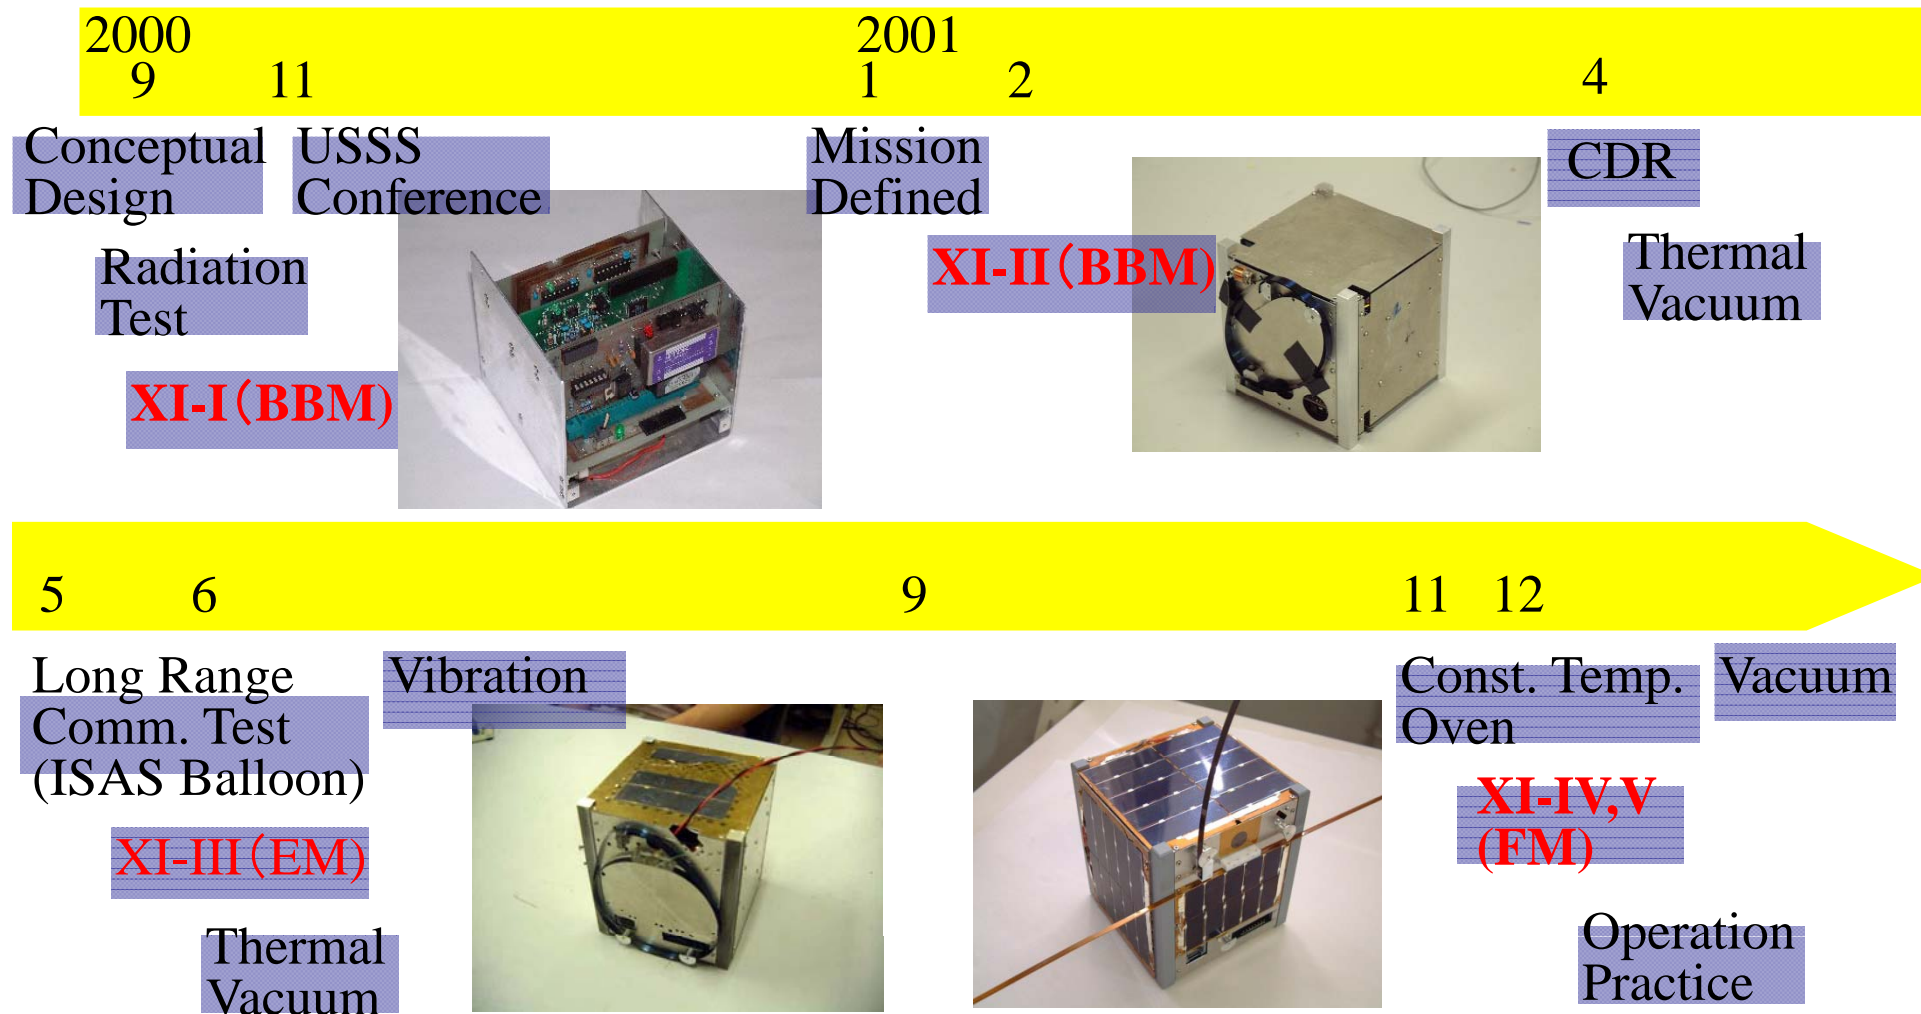 2000
2001
9
11
1
2
4
Conceptual
Design
USSS
Conference
Mission
Defined
CDR
Radiation
Test
XI-II（BBM）
Thermal
Vacuum
XI-I（BBM）
5
6
9
11
12
Long Range
Comm. Test
(ISAS Balloon)
Vibration
Const. Temp.
Oven
Vacuum
XI-III（EM）
XI-IV,V
(FM)
Thermal
Vacuum
Operation
Practice